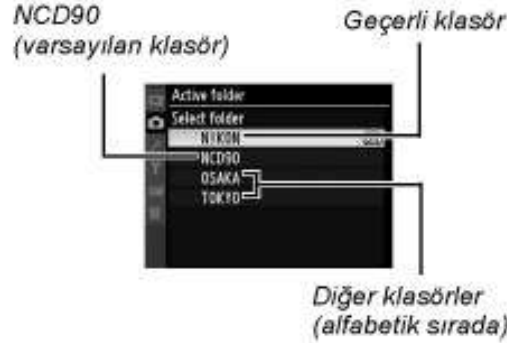 NCD90
(varsayılan klasör)
Geçerli klasör
Active folder
Select folder
NIKON
NCD90
OSAKA
TOKYO
Diğer klasörler
(alfabetik sırada)